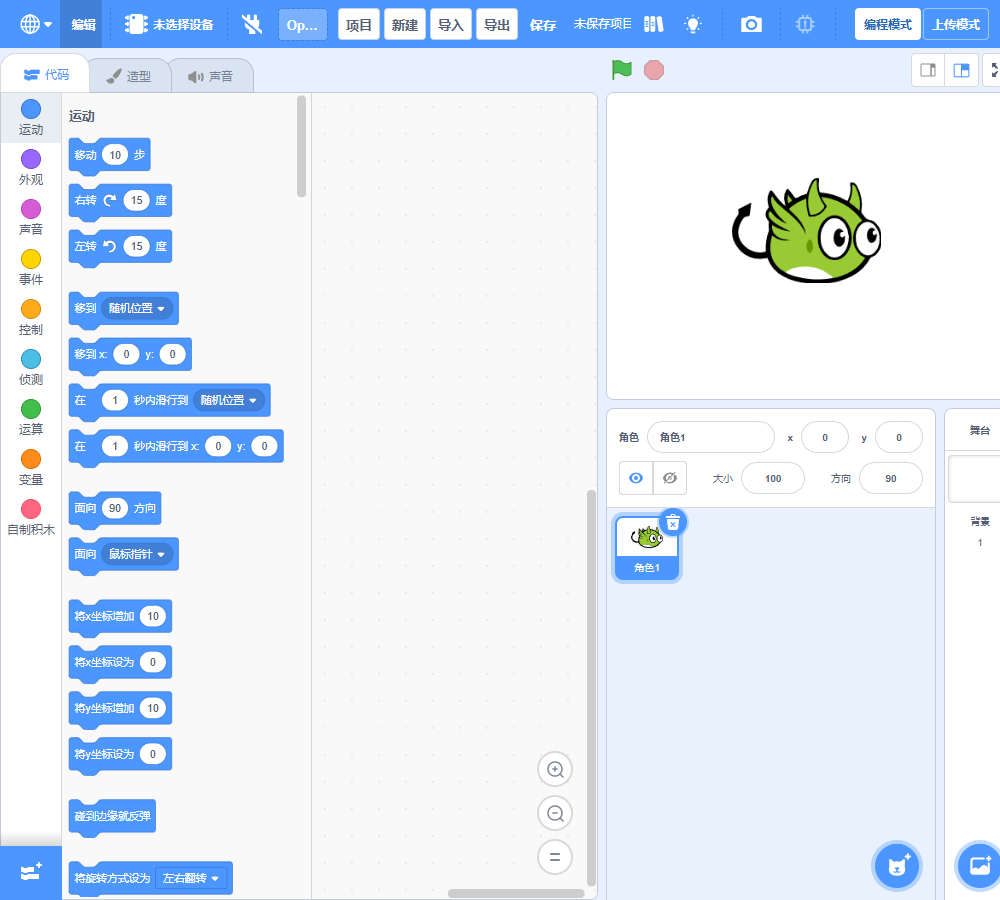 编辑 未选择设备 Op... 项目 新建 导入 导出 保存 未保存项目 编程模式 上传模式
代码 造型 声音
运动
外观
声音
事件
控制
侦测
运算
变量
自制积木
运动
移动 10 步
右转 15 度
左转 15 度
移到 随机位置
移到 x: 0 y: 0
在 1 秒内滑行到 随机位置
在 1 秒内滑行到 x: 0 y: 0
面向 90 方向
面向 鼠标指针
将x坐标增加 10
将x坐标设为 0
将y坐标增加 10
将y坐标设为 0
碰到边缘就反弹
将旋转方式设为 左右翻转
角色 角色1 x 0 y 0
大小 100 方向 90
角色1
舞台
背景
1